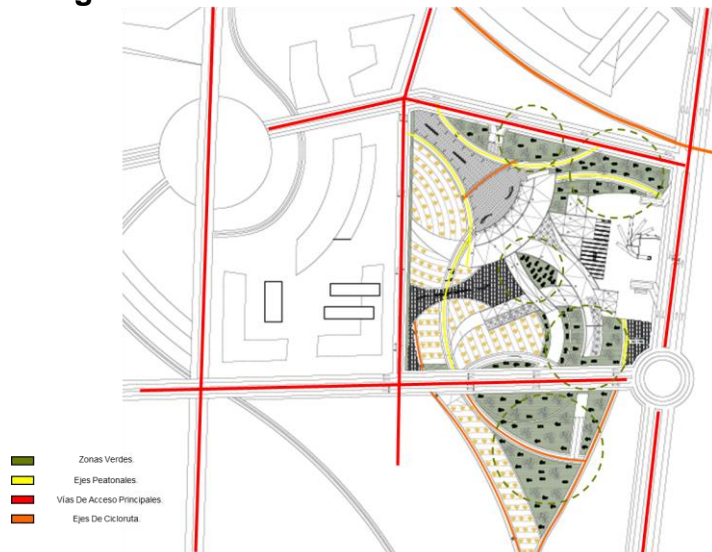 Zonas Verdes.
Ejes Peatonales.
Vías De Acceso Principales.
Ejes De Cicloruta.